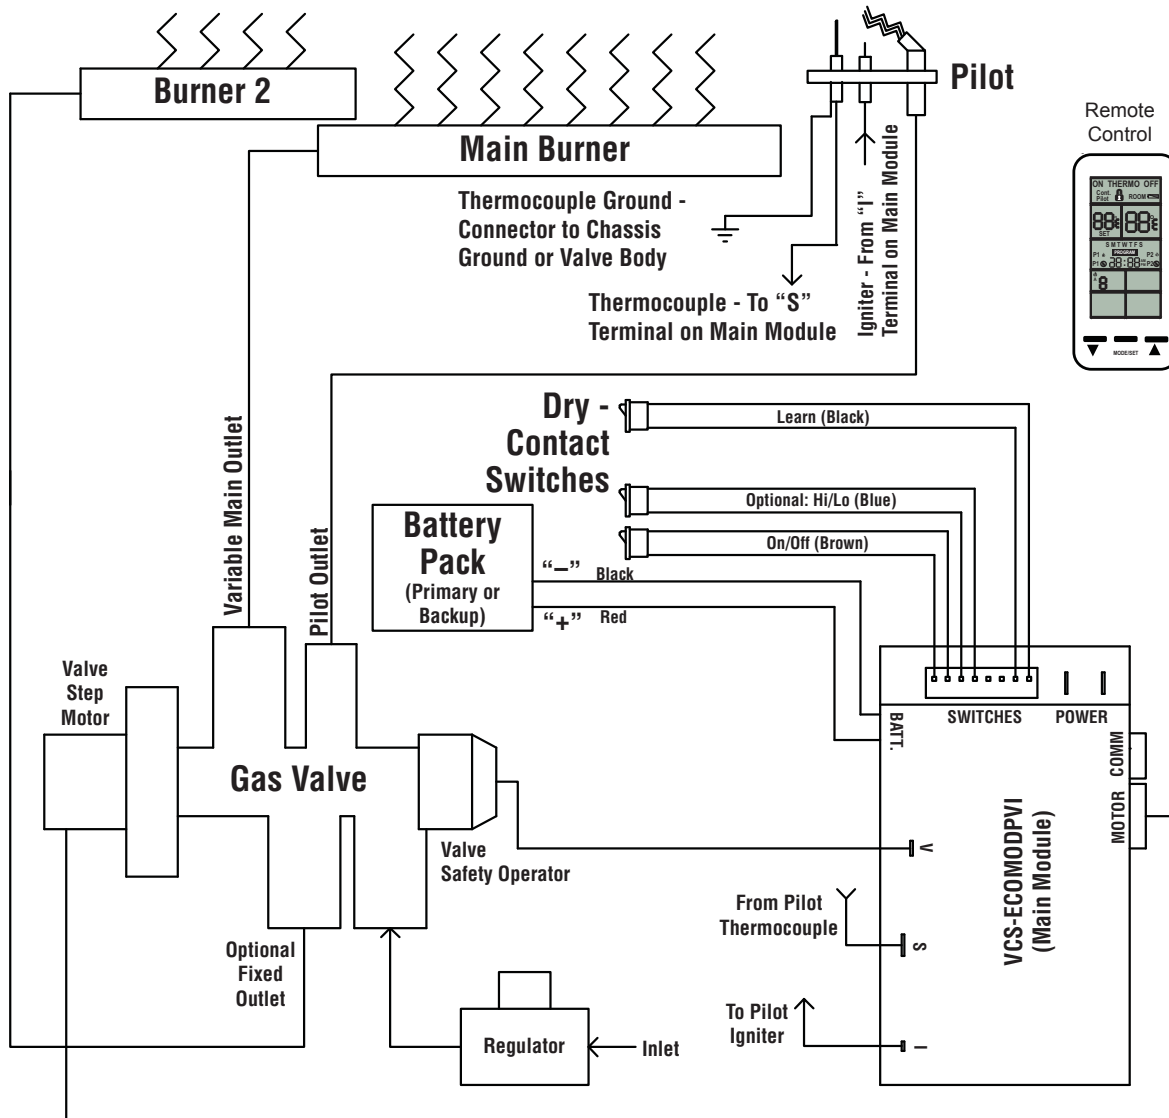 Burner 2
Main Burner
Pilot
Remote
Control
ON THERMO OFF
Cont.
Pilot
ROOM
SET
S M T W T F S
PROGRAM
P1
P2
P1
P2
8
MODE/SET
Thermocouple Ground -
Connector to Chassis
Ground or Valve Body
Thermocouple - To “S”
Terminal on Main Module
Igniter - From “I”
Terminal on Main Module
Dry -
Contact
Switches
Learn (Black)
Optional: Hi/Lo (Blue)
On/Off (Brown)
Battery
Pack
(Primary or
Backup)
“–”
Black
“+”
Red
Variable Main Outlet
Pilot Outlet
Valve
Step
Motor
Gas Valve
Valve
Safety Operator
Optional
Fixed
Outlet
Regulator
Inlet
SWITCHES
POWER
BATT.
COMM
MOTOR
VCS-ECOMODPVI
(Main Module)
V
From Pilot
Thermocouple
S
To Pilot
Igniter
I